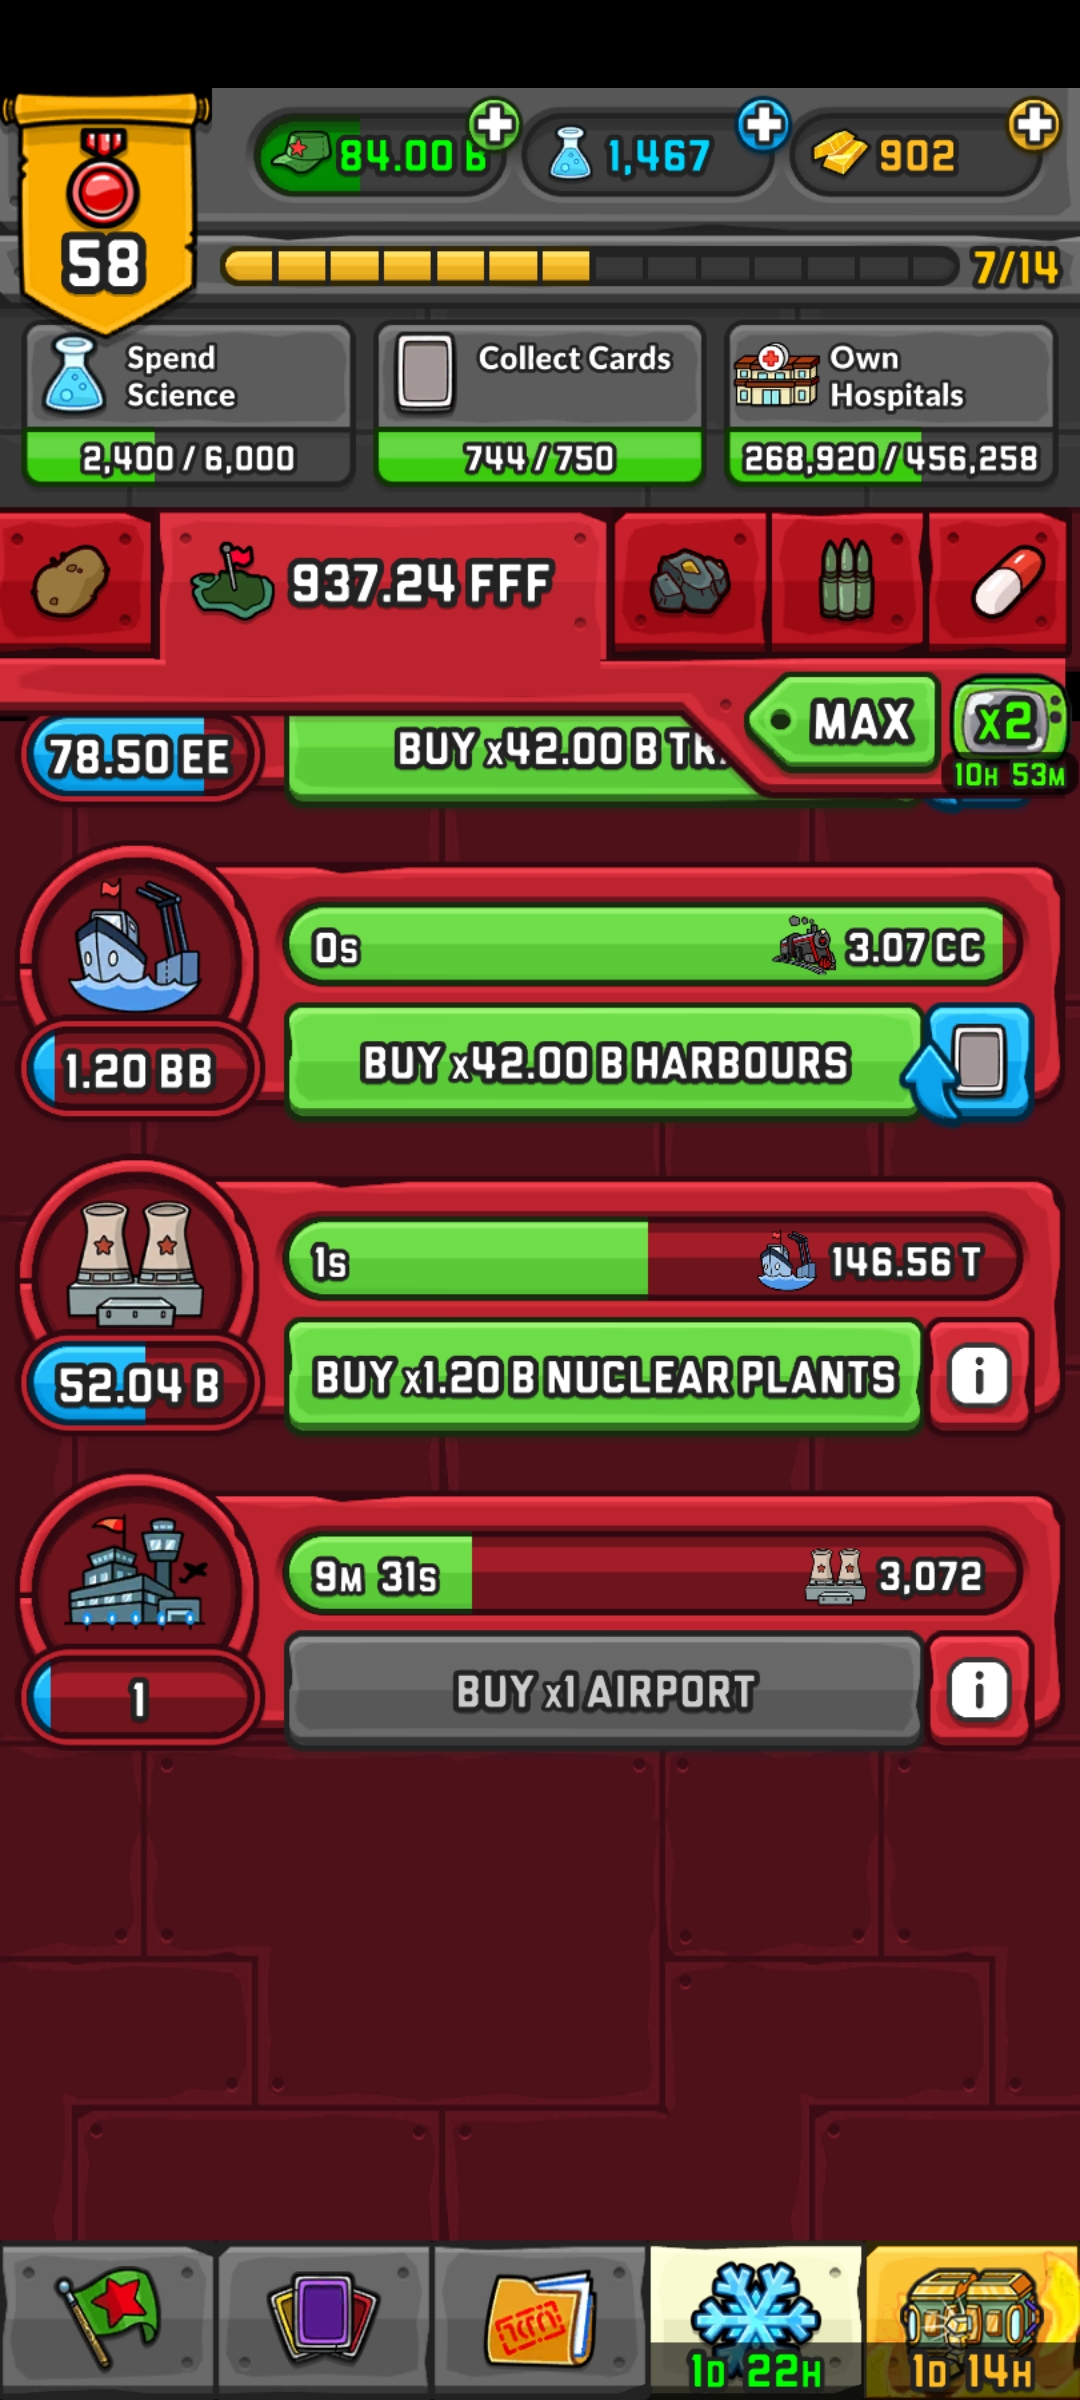 84.00 B
1,467
902
58
7/14
Spend
Science
2,400 / 6,000
Collect Cards
744 / 750
Own
Hospitals
268,920 / 456,258
937.24 FFF
MAX
x2
10H 53M
78.50 EE
BUY x42.00 B TR
0s
3.07 CC
1.20 BB
BUY x42.00 B HARBOURS
1s
146.56 T
52.04 B
BUY x1.20 B NUCLEAR PLANTS
i
9M 31s
3,072
1
BUY x1 AIRPORT
i
1D 22H
1D 14H